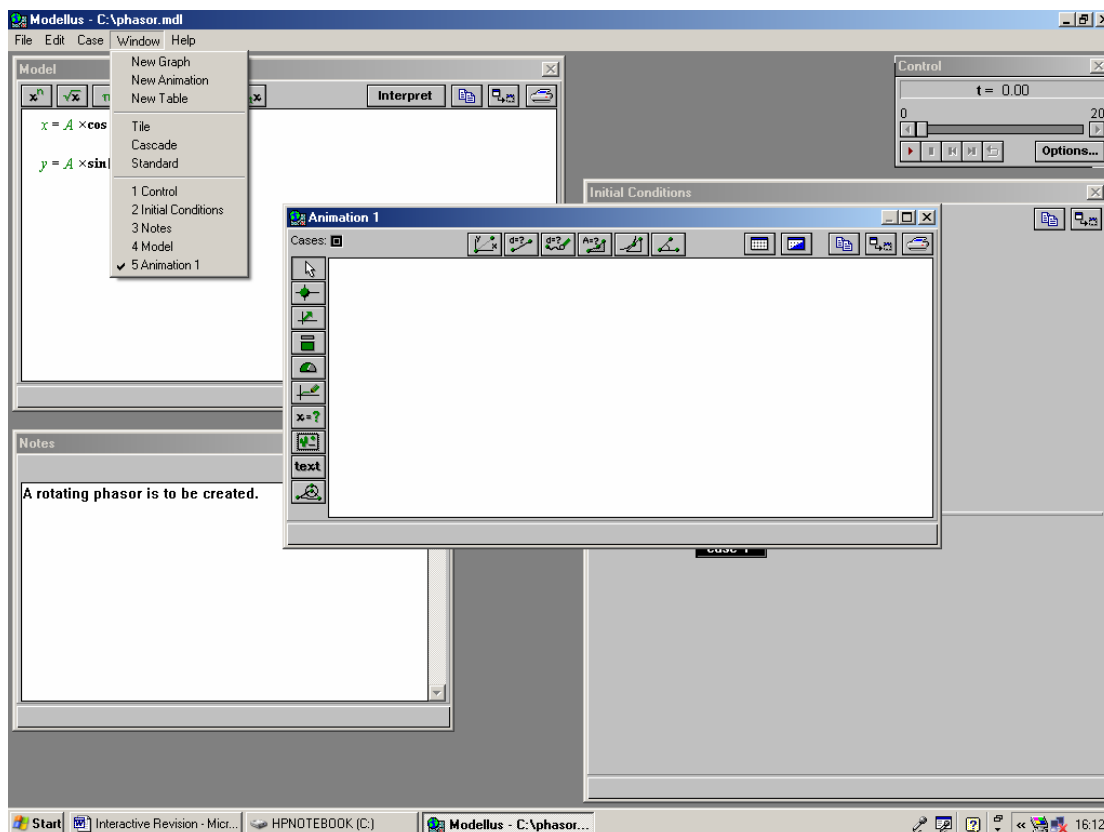 Modellus - C:\phasor.mdl
File Edit Case Window Help
New Graph
New Animation
New Table
Tile
Cascade
Standard
1 Control
2 Initial Conditions
3 Notes
4 Model
5 Animation 1
Model
xⁿ √x Interpret
x = A ×cos
y = A ×sin
Control
t = 0.00
0 20
Options...
Initial Conditions
Animation 1
Cases:
x=?
text
Notes
A rotating phasor is to be created.
Start Interactive Revision - Micr... HPNOTEBOOK (C:) Modellus - C:\phasor... 16:12